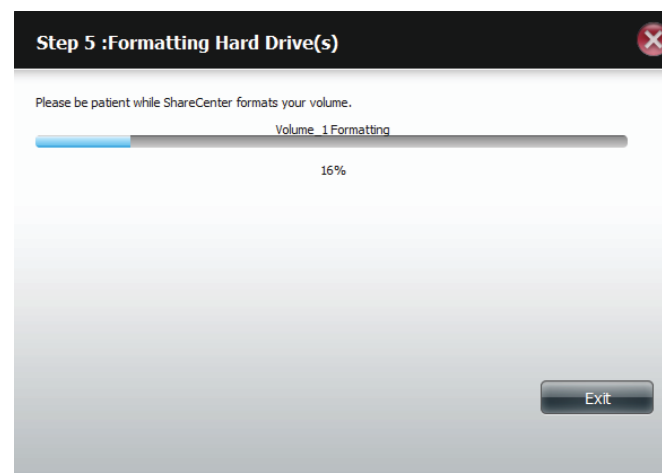 Step 5 :Formatting Hard Drive(s)
Please be patient while ShareCenter formats your volume.
Volume_1 Formatting
16%
Exit